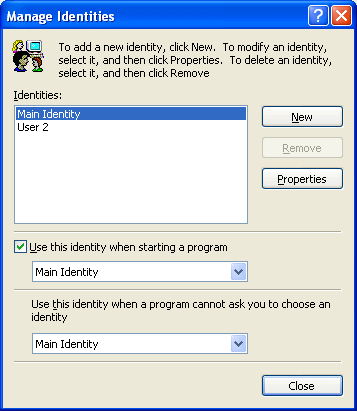 Manage Identities
To add a new identity, click New. To modify an identity,
select it, and then click Properties. To delete an identity,
select it, and then click Remove
Identities:
Main Identity
User 2
New
Remove
Properties
Use this identity when starting a program
Main Identity
Use this identity when a program cannot ask you to choose an
identity
Main Identity
Close